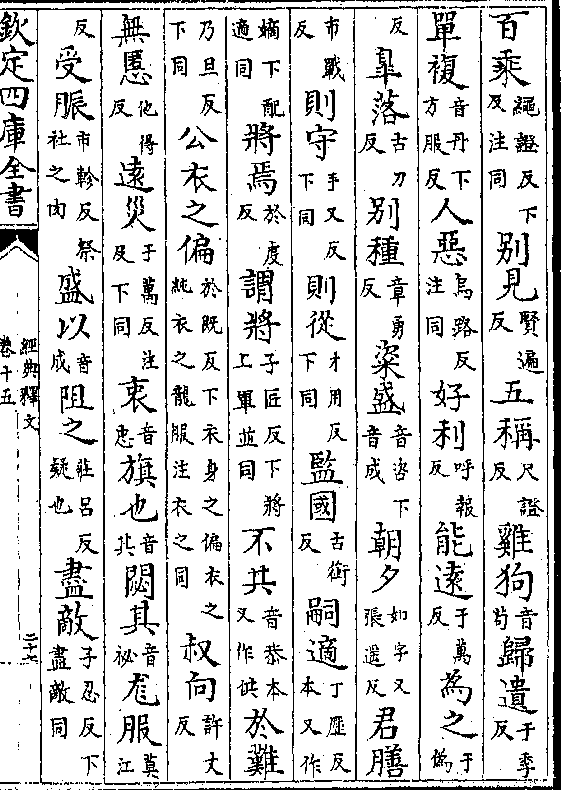 百乘繩證反下及注同別見賢遍反五稱尺證反雞狗音苟歸遺于季反
單複音丹下方服反人惡烏路反注同好利呼報反能遠于萬反為之于偽
反皐落古刀反別種章勇反粢盛音咨下音成朝夕如字又張遥反君膳
市戰反則守手又反下同則從才用反下同監國古銜反嗣適丁歷反本又作
嫡下配適同將焉於虔反謂將子匠反下將上軍並同不共音恭本又作供於難
乃旦反下同公衣之偏於既反下衣身之偏衣之純衣之龍服注衣之同叔向許丈反
無慝他得反遠災于萬反注及下同衷音忠旗也音其閟其音祕尨服莫江
反受脤市軫反祭社之肉盛以音成阻之莊吕反疑也盡敵子忍反下盡敵同
欽定四庫全書
經典釋文
卷十五